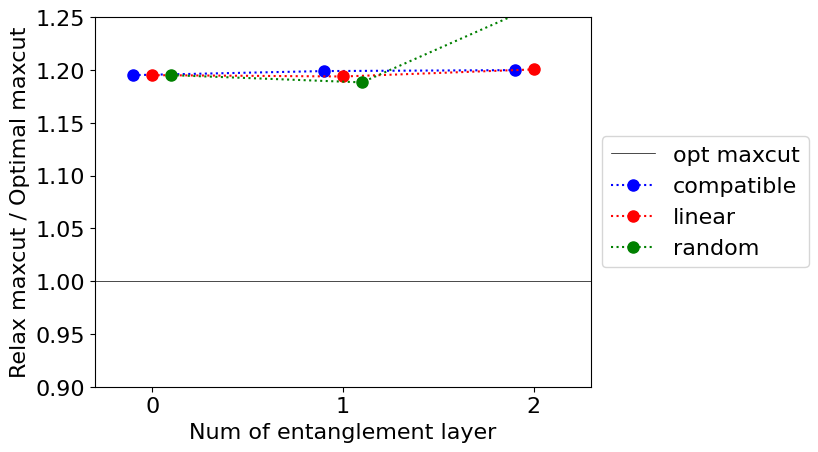 1.25
1.20
1.15
1.10
1.05
1.00
0.95
0.90
Relax maxcut / Optimal maxcut
0 1 2
Num of entanglement layer
opt maxcut
compatible
linear
random